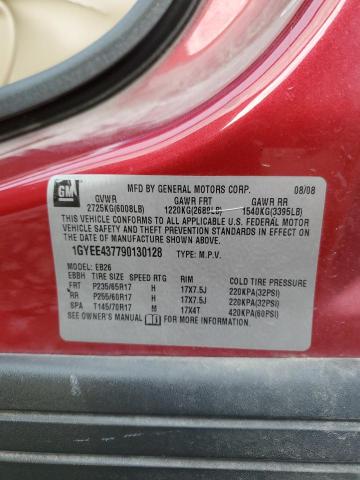 GM
MFD BY GENERAL MOTORS CORP. 08/08
GVWR GAWR FRT GAWR RR
2725KG(6008LB) 1220KG(2689LB) 1540KG(3395LB)
THIS VEHICLE CONFORMS TO ALL APPLICABLE U.S. FEDERAL
MOTOR VEHICLE SAFETY AND THEFT PREVENTION STANDARDS IN
EFFECT ON THE DATE OF MANUFACTURE SHOWN ABOVE.
1GYEE437790130128 TYPE: M.P.V.
MODEL: EB26
EBBH TIRE SIZE SPEED RTG RIM COLD TIRE PRESSURE
FRT P235/65R17 H 17X7.5J 220KPA(32PSI)
RR P255/60R17 H 17X7.5J 220KPA(32PSI)
SPA T145/70R17 M 17X4T 420KPA(60PSI)
SEE OWNER'S MANUAL FOR ADDITIONAL INFORMATION.